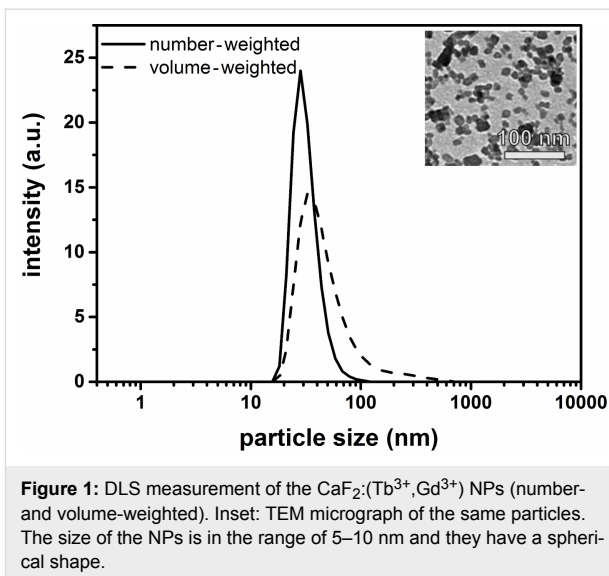 25
number-weighted
volume-weighted
20
15
10
5
0
intensity (a.u.)
100 nm
1 10 100 1000 10000
particle size (nm)
Figure 1: DLS measurement of the CaF2:(Tb3+,Gd3+) NPs (number-
and volume-weighted). Inset: TEM micrograph of the same particles.
The size of the NPs is in the range of 5–10 nm and they have a spheri-
cal shape.